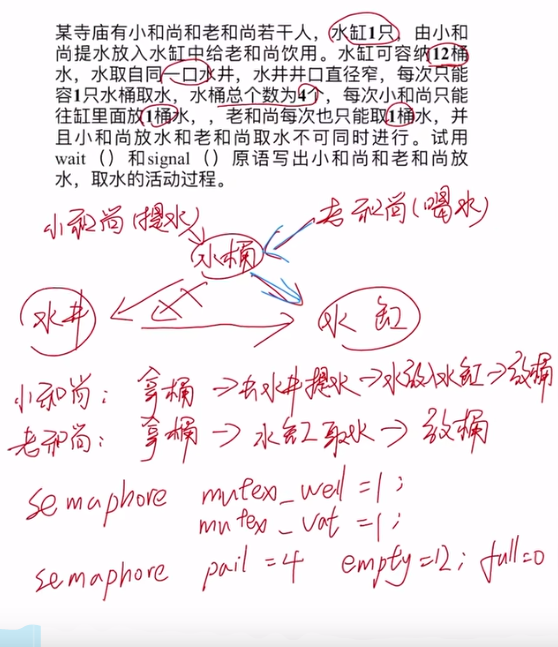 某寺庙有小和尚和老和尚若干人，水缸1只，由小和
尚提水放入水缸中给老和尚饮用。水缸可容纳12桶
水，水取自同一口水井，水井井口直径窄，每次只能
容1只水桶取水，水桶总个数为4个，每次小和尚只能
往缸里面放1桶水，，老和尚每次也只能取1桶水，并
且小和尚放水和老和尚取水不可同时进行。试用
wait（）和signal（）原语写出小和尚和老和尚放
水，取水的活动过程。
小和尚(提水) 老和尚(喝水)
水桶
水井 水缸
小和尚：拿桶→去水井提水→水放入水缸→放桶
老和尚：拿桶→水缸取水→放桶
semaphore mutex_well=1;
mutex_vat=1;
semaphore pail=4 empty=12; full=0